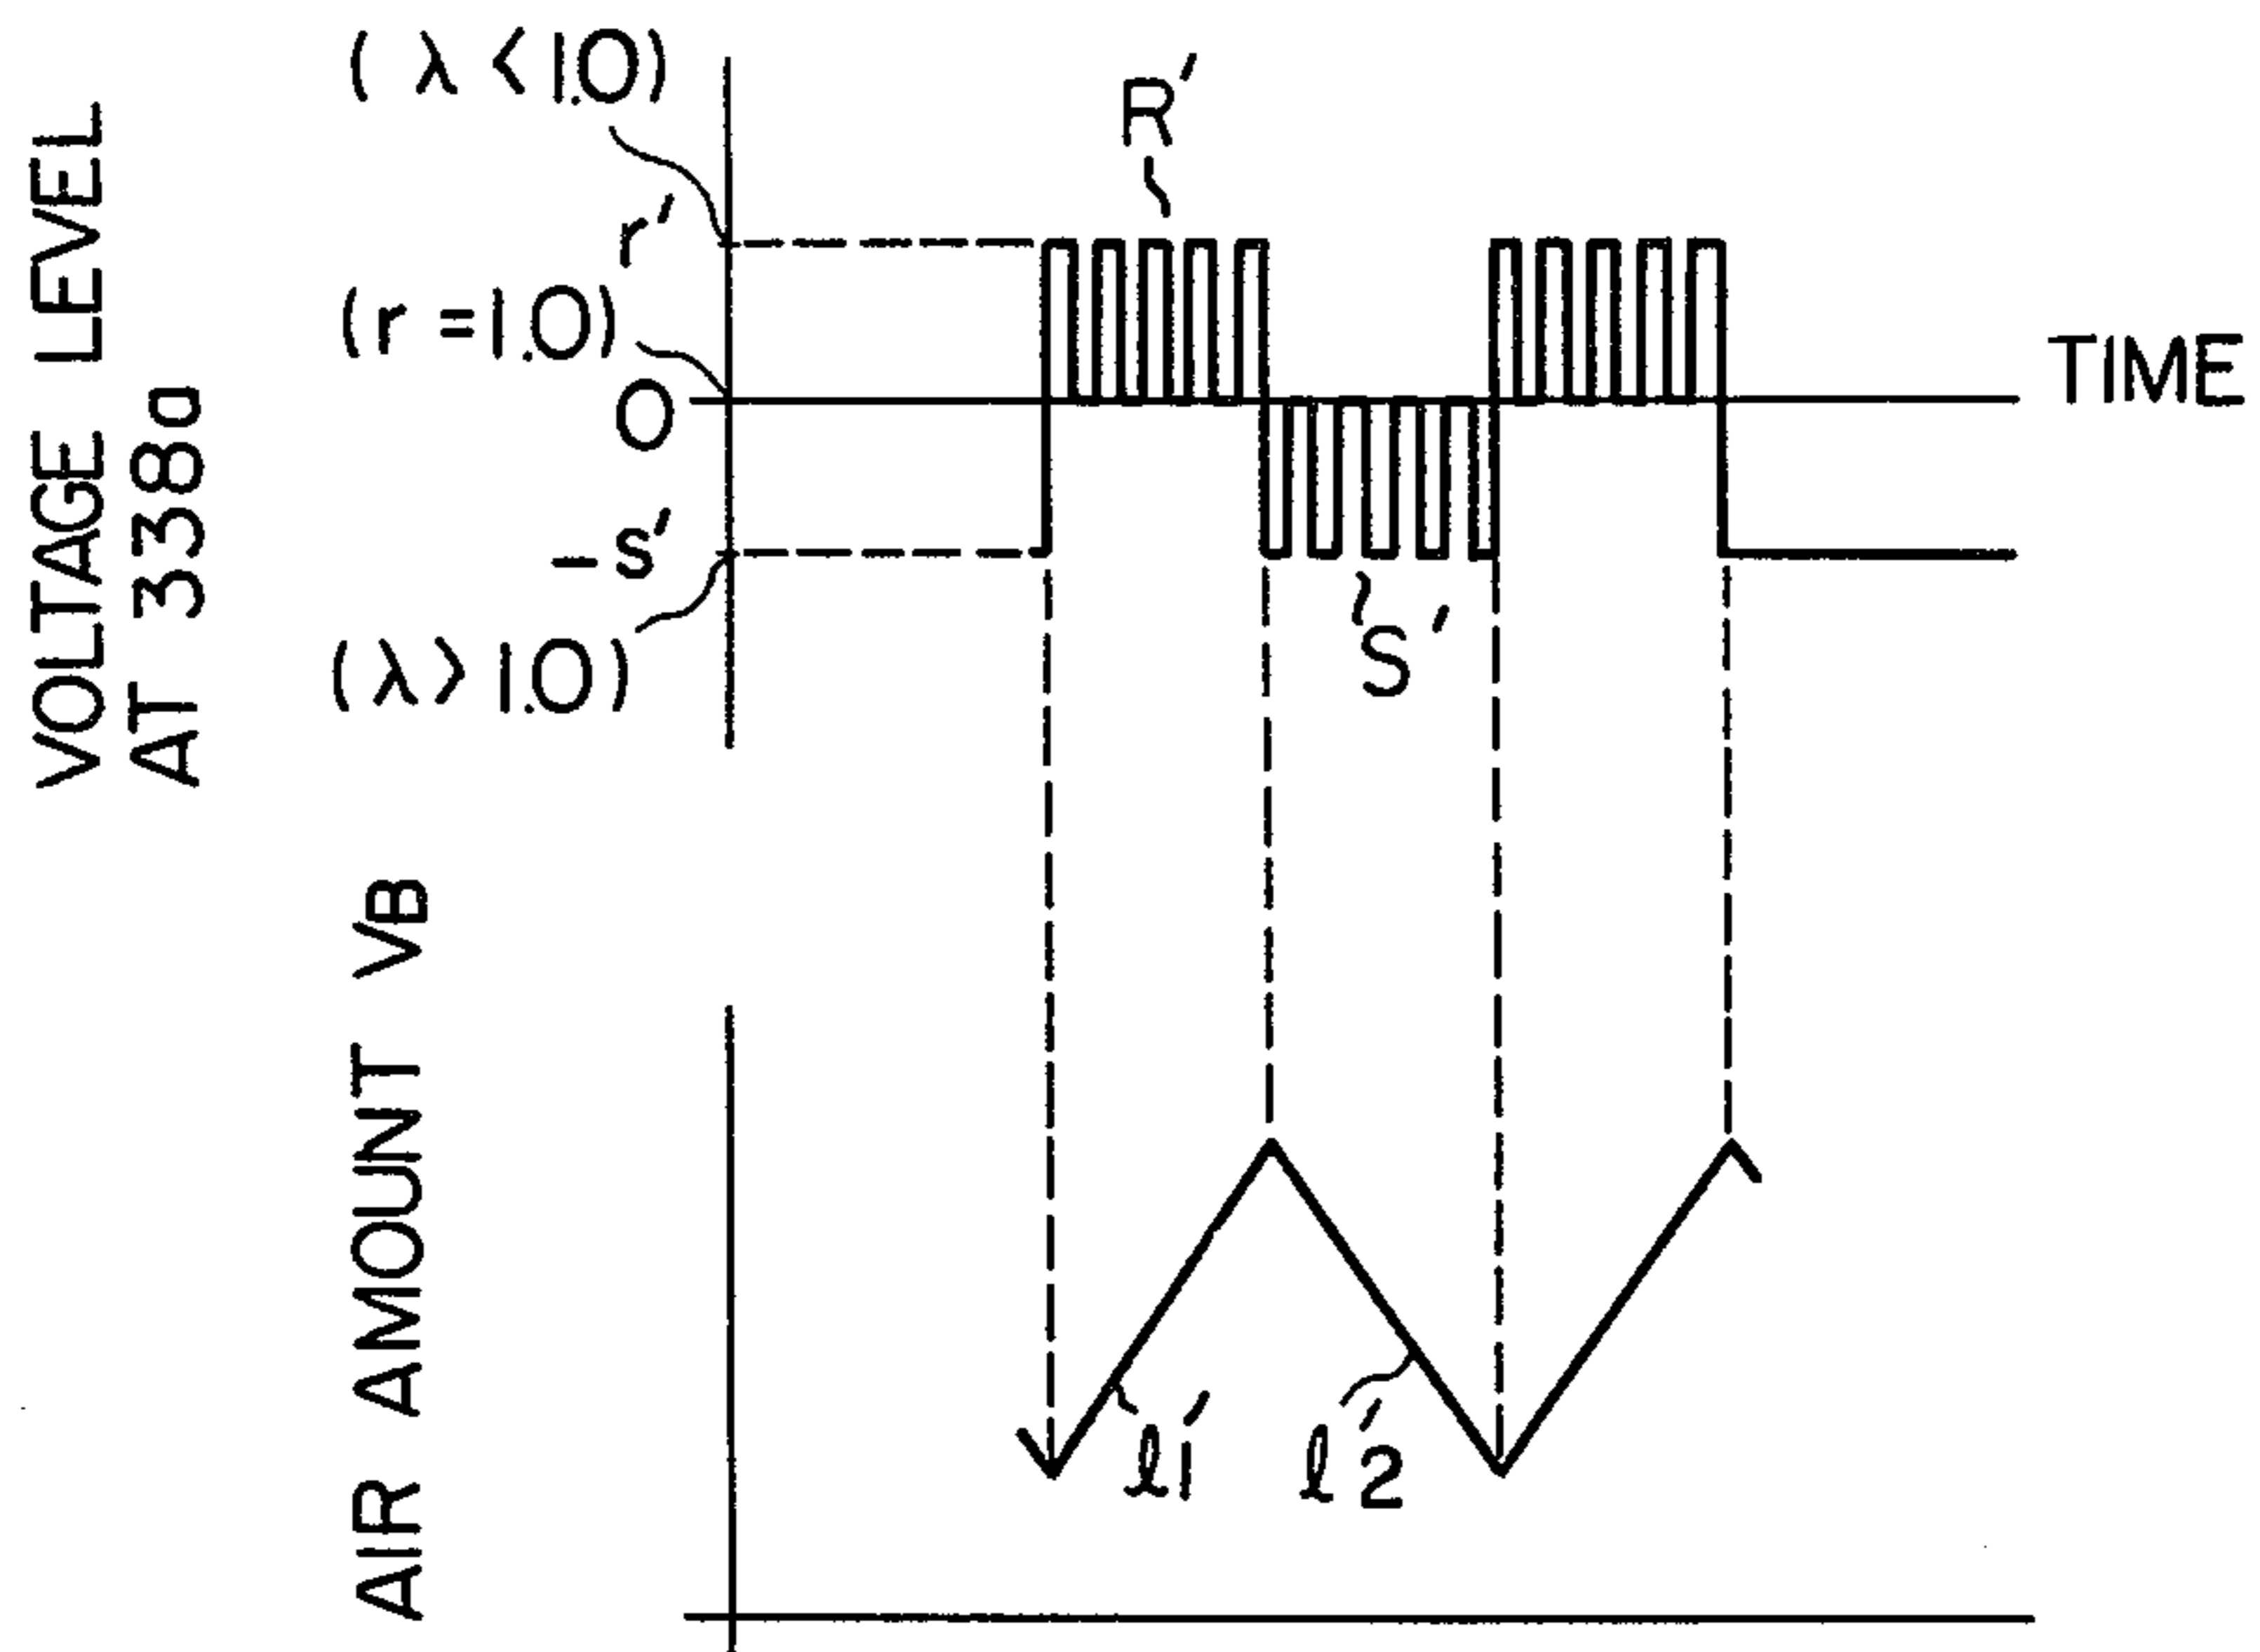 VOLTAGE LEVEL
AT 338a
(λ < 1.0)
r'
(r = 1.0)
0
-s'
(λ > 1.0)
R'
S'
TIME
AIR AMOUNT VB
ℓ1'
ℓ2'